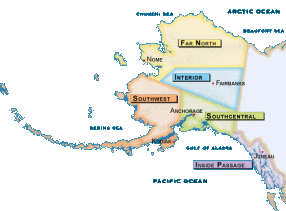 CHUKCHI SEA
ARCTIC OCEAN
BEAUFORT SEA
FAR NORTH
NOME
INTERIOR
FAIRBANKS
SOUTHWEST
ANCHORAGE
SOUTHCENTRAL
BERING SEA
KODIAK
GULF OF ALASKA
JUNEAU
INSIDE PASSAGE
PACIFIC OCEAN